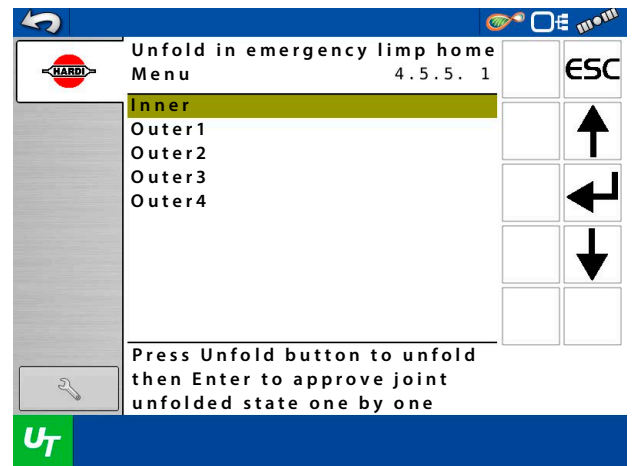 Unfold in emergency limp home
Menu 4.5.5. 1
HARDI
ESC
Inner
Outer1
Outer2
Outer3
Outer4
Press Unfold button to unfold
then Enter to approve joint
unfolded state one by one
UT